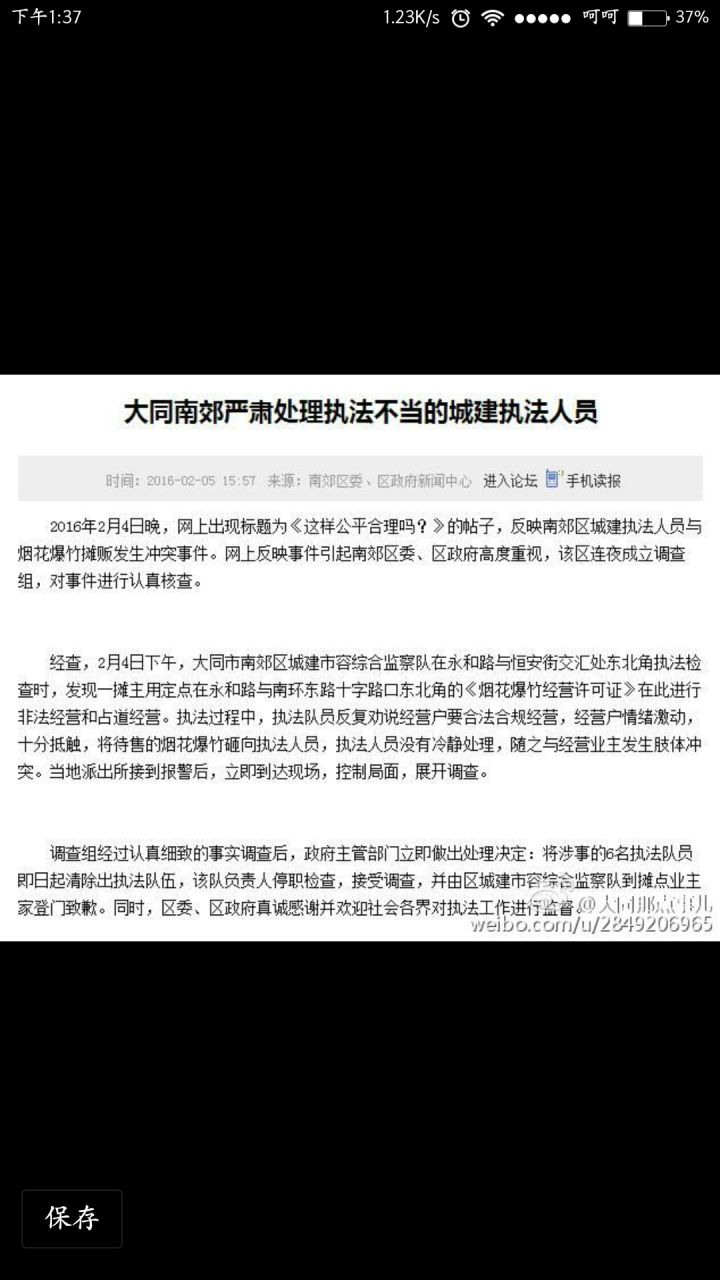 下午1:37
1.23K/s 呵呵 37%
大同南郊严肃处理执法不当的城建执法人员
时间：2016-02-05 15:57 来源：南郊区委、区政府新闻中心 进入论坛 手机读报
2016年2月4日晚，网上出现标题为《这样公平合理吗？》的帖子，反映南郊区城建执法人员与
烟花爆竹摊贩发生冲突事件。网上反映事件引起南郊区委、区政府高度重视，该区连夜成立调查
组，对事件进行认真核查。
经查，2月4日下午，大同市南郊区城建市容综合监察队在永和路与恒安街交汇处东北角执法检
查时，发现一摊主用定点在永和路与南环东路十字路口东北角的《烟花爆竹经营许可证》在此进行
非法经营和占道经营。执法过程中，执法队员反复劝说经营户要合法合规经营，经营户情绪激动，
十分抵触，将待售的烟花爆竹砸向执法人员，执法人员没有冷静处理，随之与经营业主发生肢体冲
突。当地派出所接到报警后，立即到达现场，控制局面，展开调查。
调查组经过认真细致的事实调查后，政府主管部门立即做出处理决定：将涉事的6名执法队员
即日起清除出执法队伍，该队负责人停职检查，接受调查，并由区城建市容综合监察队到摊点业主
家登门致歉。同时，区委、区政府真诚感谢并欢迎社会各界对执法工作进行监督。
@大同那点事儿
weibo.com/u/2849206965
保存